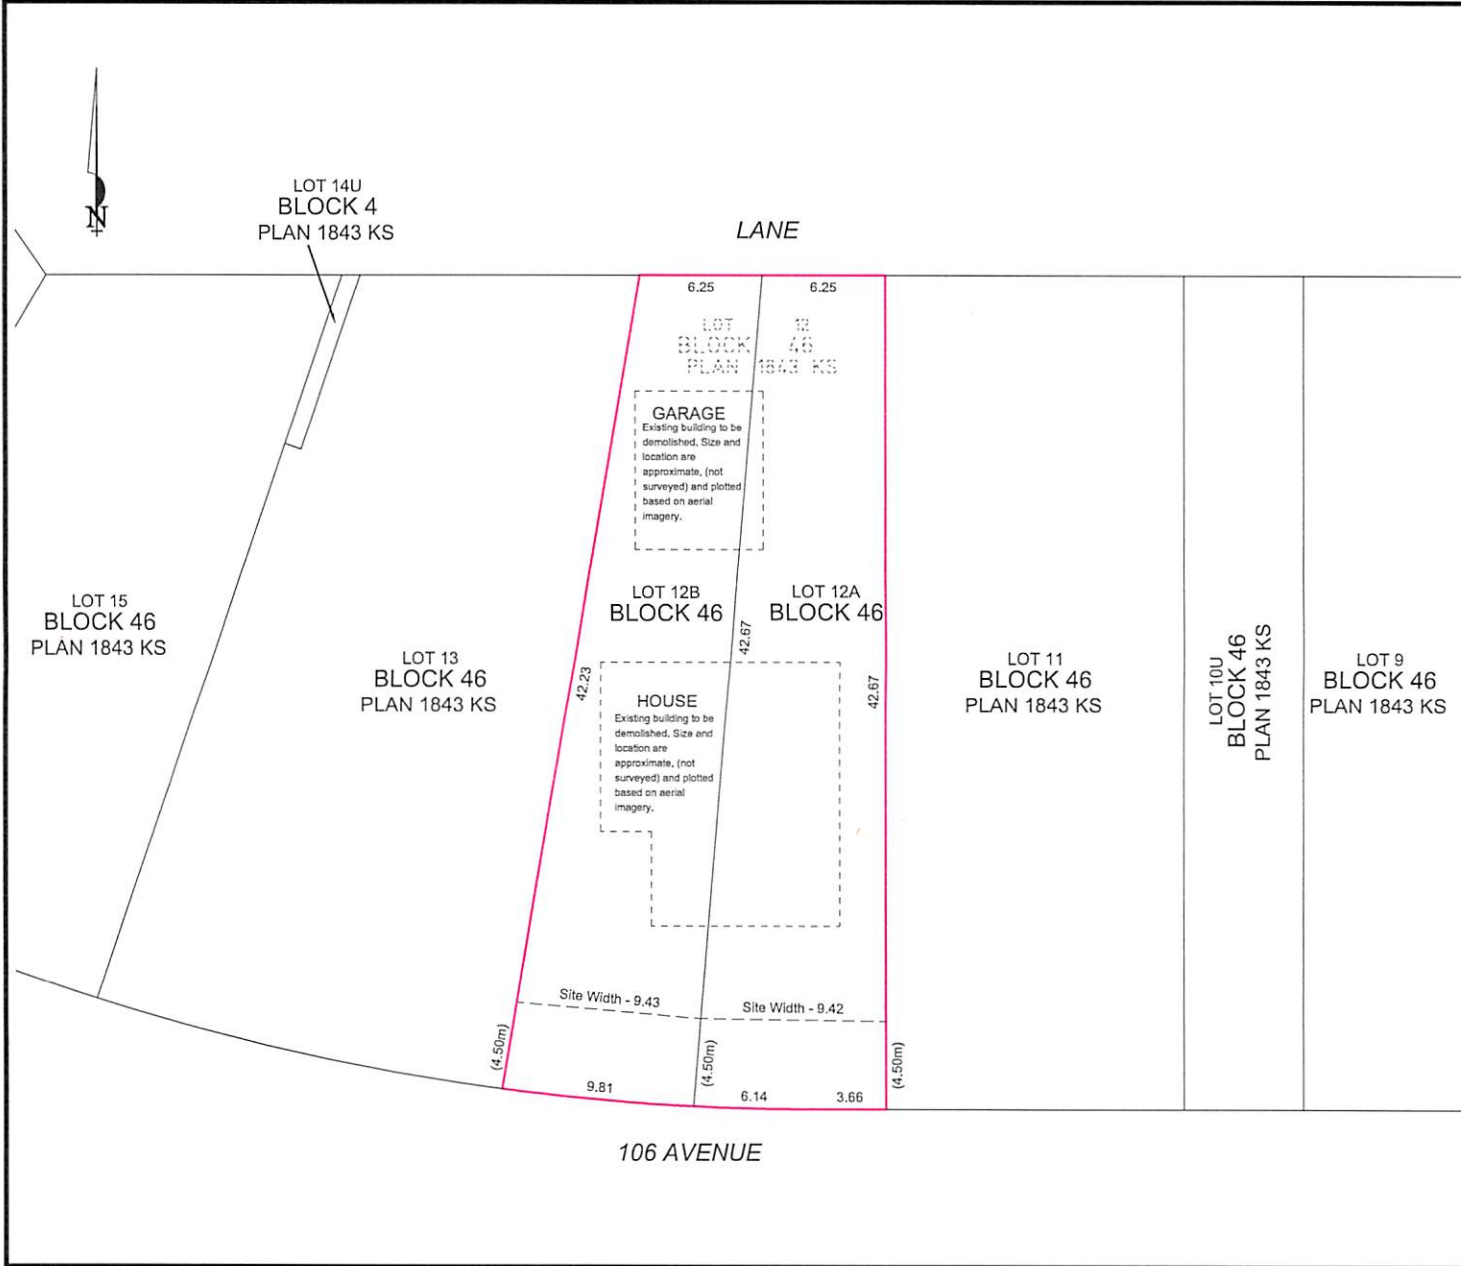 N
LOT 14U
BLOCK 4
PLAN 1843 KS
LANE
6.25
6.25
LOT 12
BLOCK 46
PLAN 1843 KS
GARAGE
Existing building to be
demolished. Size and
location are
approximate, (not
surveyed) and plotted
based on aerial
imagery.
LOT 15
BLOCK 46
PLAN 1843 KS
LOT 13
BLOCK 46
PLAN 1843 KS
LOT 12B
BLOCK 46
LOT 12A
BLOCK 46
42.23
42.67
42.67
HOUSE
Existing building to be
demolished. Size and
location are
approximate, (not
surveyed) and plotted
based on aerial
imagery.
LOT 11
BLOCK 46
PLAN 1843 KS
LOT 10U
BLOCK 46
PLAN 1843 KS
LOT 9
BLOCK 46
PLAN 1843 KS
Site Width - 9.43
Site Width - 9.42
(4.50m)
(4.50m)
(4.50m)
9.81
6.14
3.66
106 AVENUE